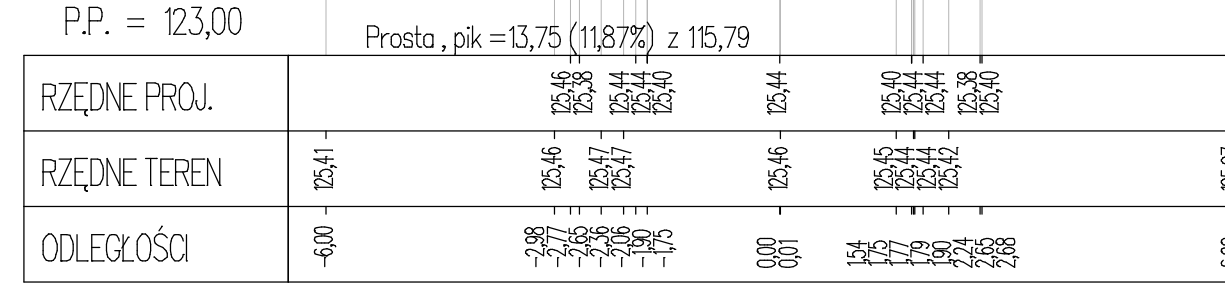 P.P. = 123,00
Prosta , pik =13,75 (11,87%) z 115,79
RZĘDNE PROJ. 125,46 125,38 125,44 125,44 125,40 125,44 125,40 125,44 125,44 125,38 125,40
RZĘDNE TEREN 125,41 125,46 125,47 125,47 125,46 125,45 125,44 125,44 125,42
ODLEGŁOŚCI -6,00 -2,98 -2,77 -2,65 -2,36 -2,06 -1,90 -1,75 0,00 0,01 1,54 1,75 1,77 1,79 1,90 2,24 2,65 2,68